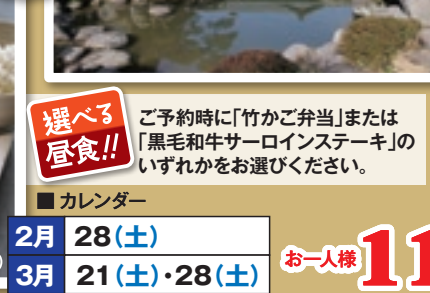 選べる
昼食!!
ご予約時に「竹かご弁当」または
「黒毛和牛サーロインステーキ」の
いずれかをお選びください。
■ カレンダー
2月 28(土)
3月 21(土)・28(土)
お一人様 11